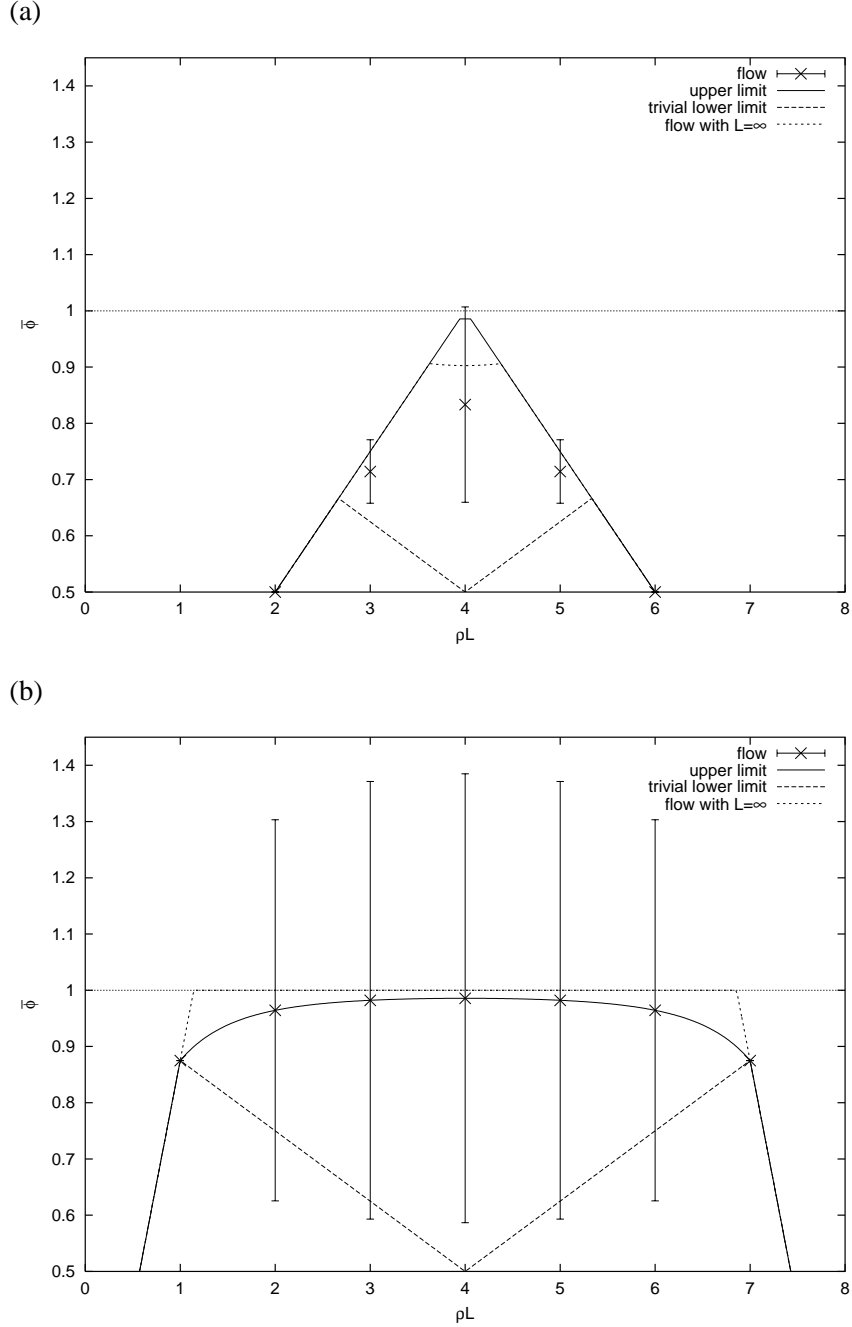 (a)
1.4
1.3
1.2
1.1
1
0.9
0.8
0.7
0.6
0.5
ϕ̅
flow
upper limit
trivial lower limit
flow with L=∞
0 1 2 3 4 5 6 7 8
ρL
(b)
1.4
1.3
1.2
1.1
1
0.9
0.8
0.7
0.6
0.5
ϕ̅
flow
upper limit
trivial lower limit
flow with L=∞
0 1 2 3 4 5 6 7 8
ρL